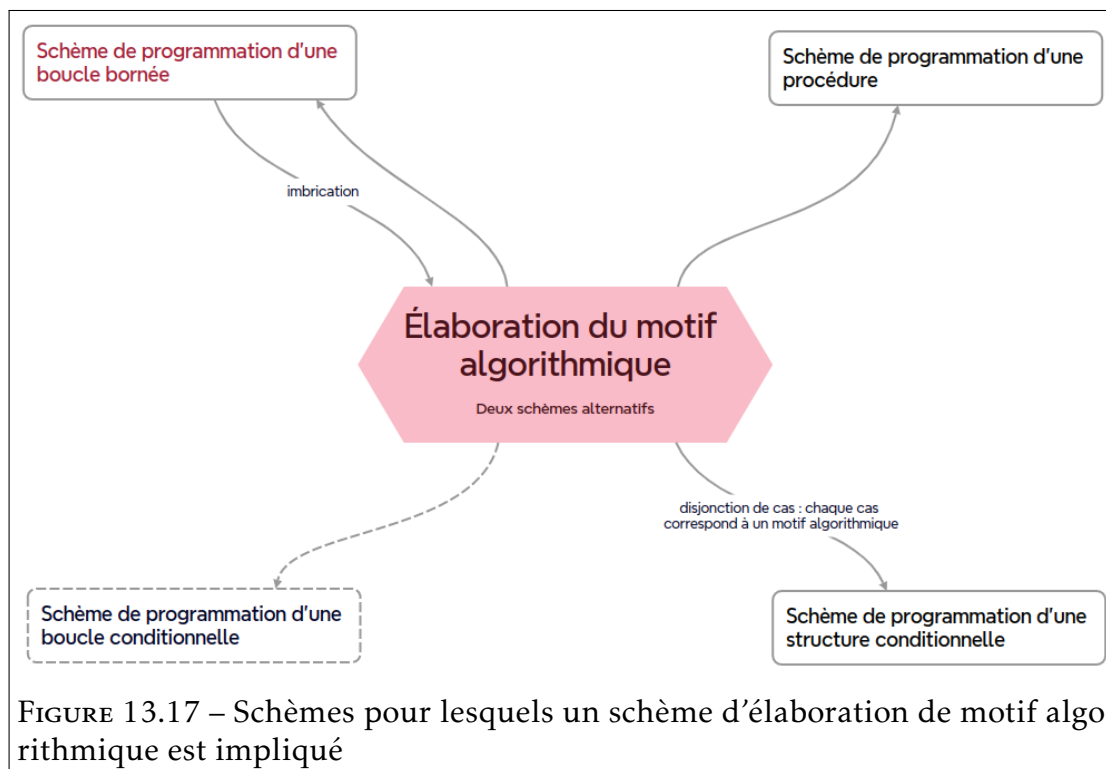 Schème de programmation d'une
boucle bornée
Schème de programmation d'une
procédure
imbrication
Élaboration du motif
algorithmique
Deux schèmes alternatifs
disjonction de cas : chaque cas
correspond à un motif algorithmique
Schème de programmation d'une
boucle conditionnelle
Schème de programmation d'une
structure conditionnelle
FIGURE 13.17 – Schèmes pour lesquels un schème d'élaboration de motif algo
rithmique est impliqué